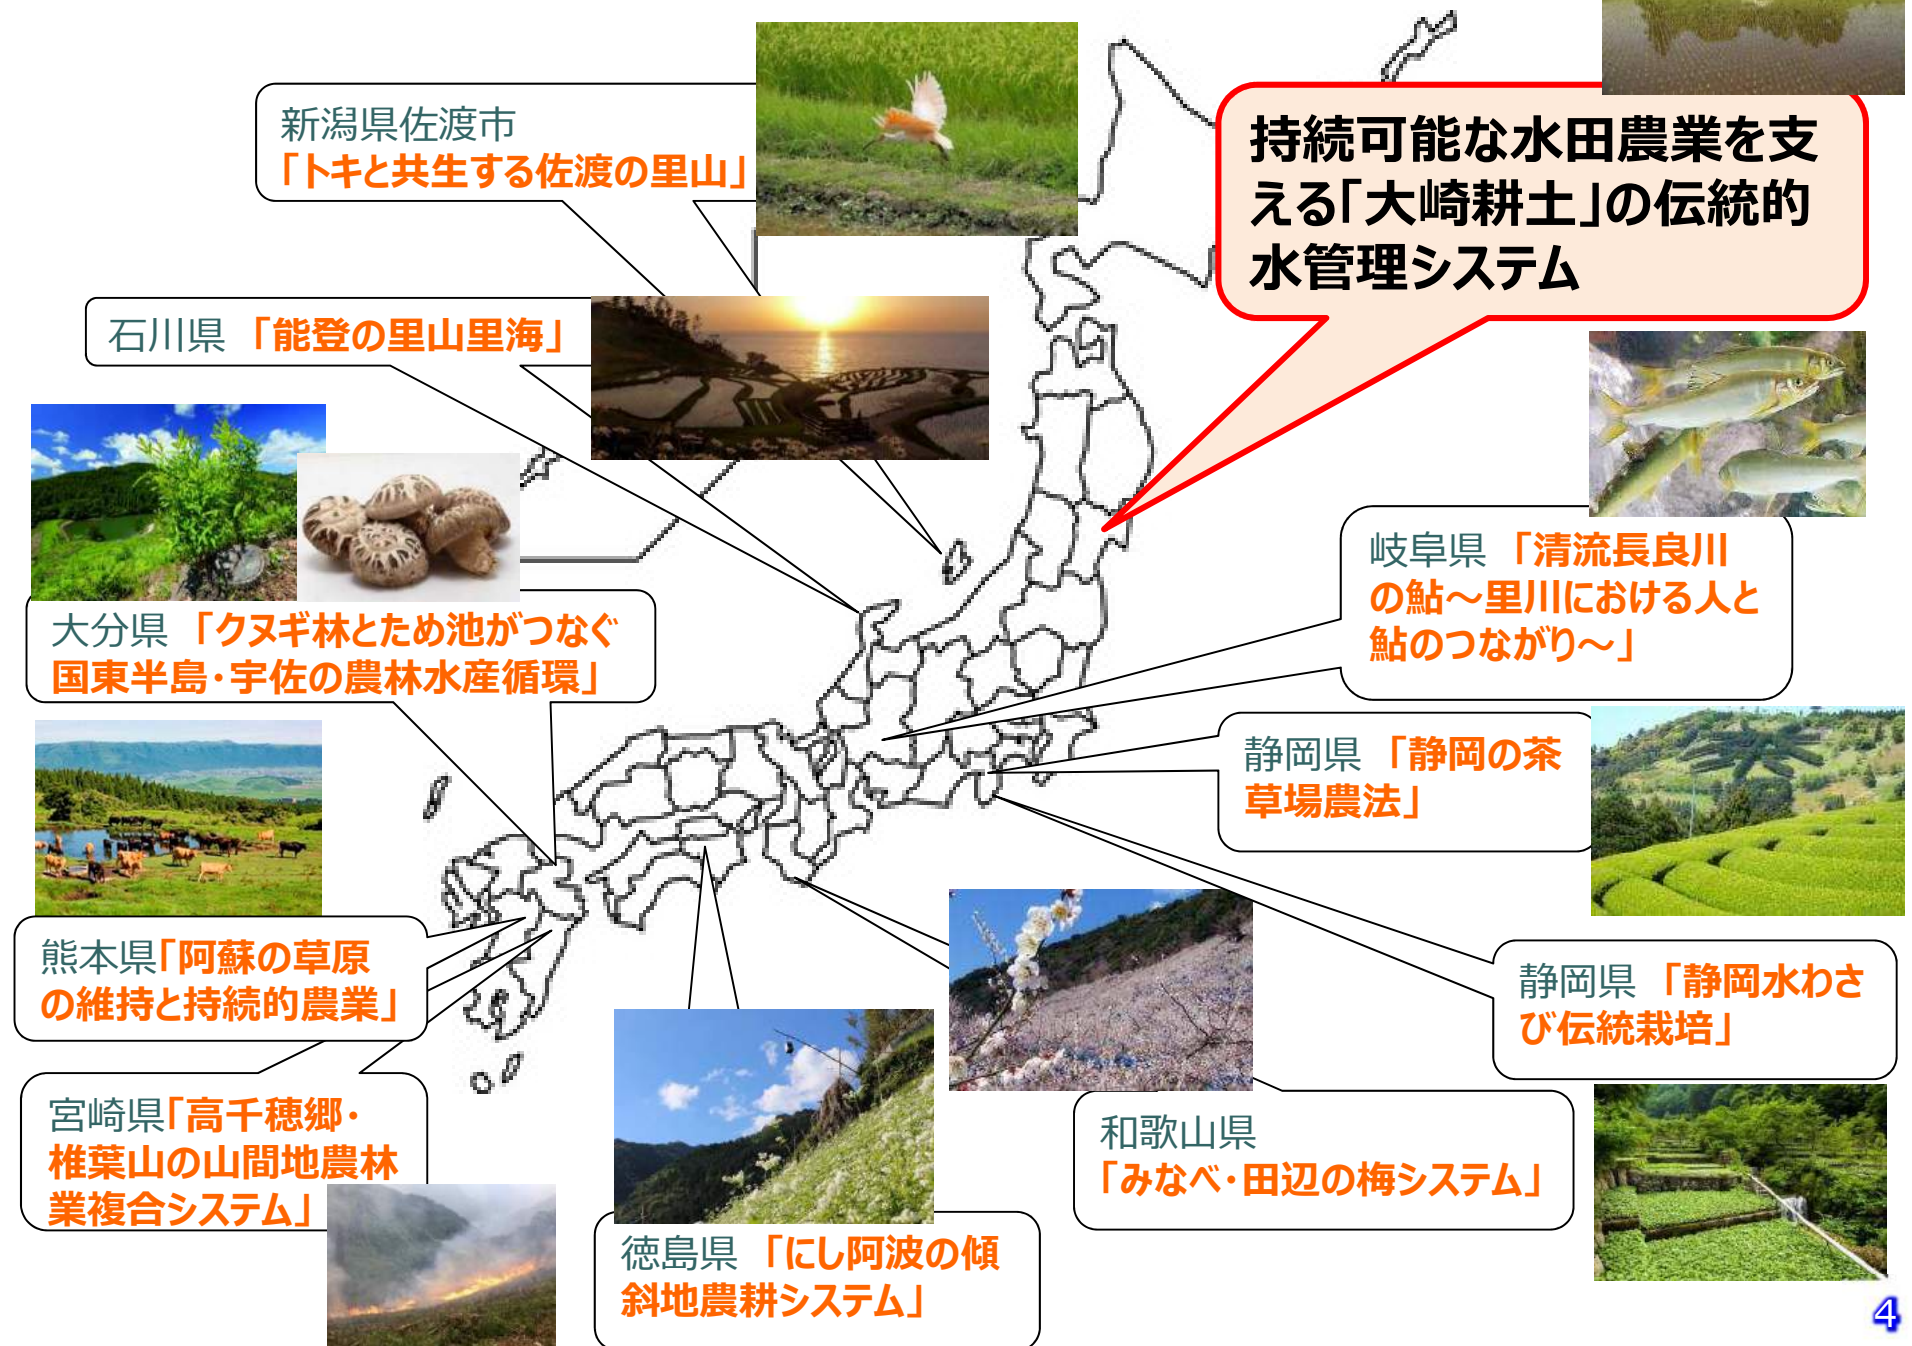 新潟県佐渡市
「トキと共生する佐渡の里山」
持続可能な水田農業を支
える「大崎耕土」の伝統的
水管理システム
石川県 「能登の里山里海」
大分県 「クヌギ林とため池がつなぐ
国東半島・宇佐の農林水産循環」
岐阜県 「清流長良川
の鮎～里川における人と
鮎のつながり～」
静岡県 「静岡の茶
草場農法」
熊本県「阿蘇の草原
の維持と持続的農業」
静岡県 「静岡水わさ
び伝統栽培」
宮崎県「高千穂郷・
椎葉山の山間地農林
業複合システム」
和歌山県
「みなべ・田辺の梅システム」
徳島県 「にし阿波の傾
斜地農耕システム」
4